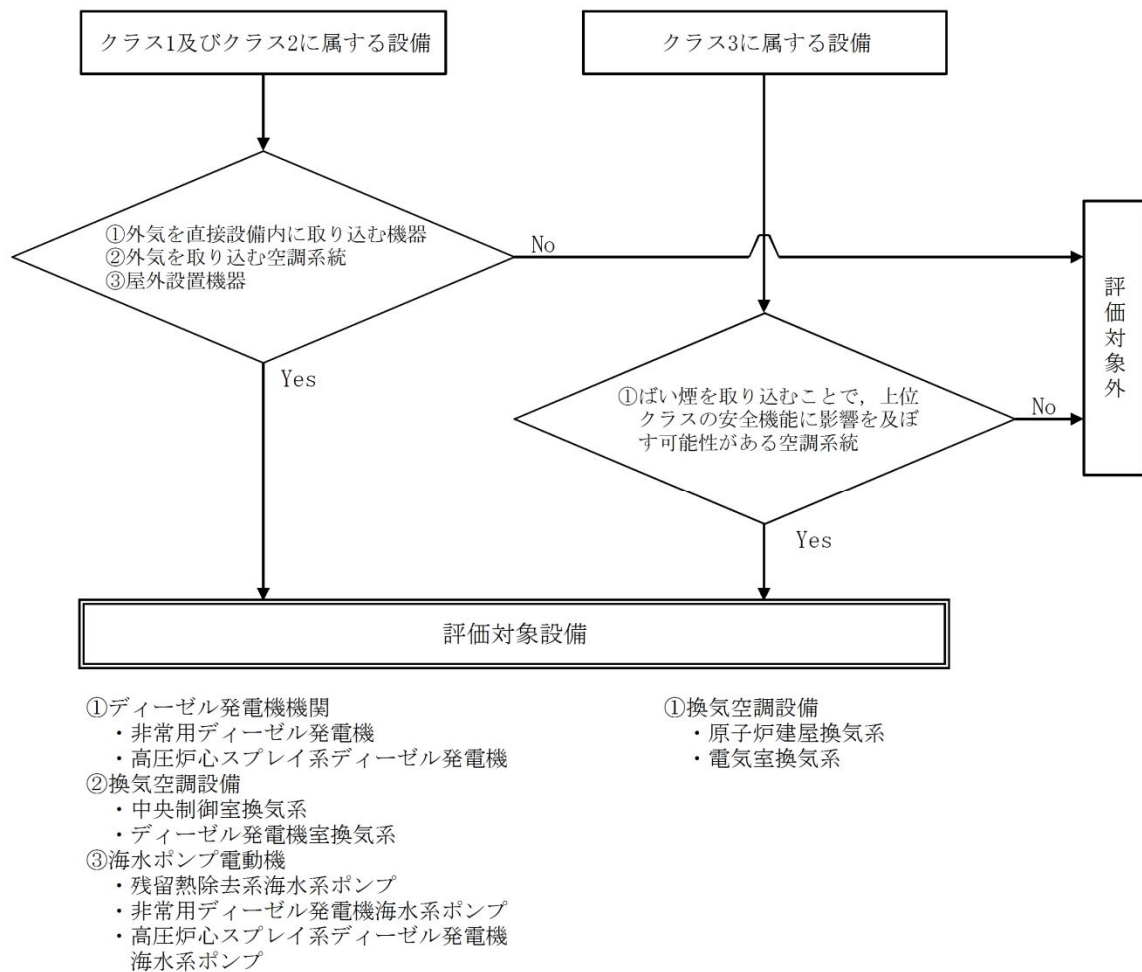 クラス1及びクラス2に属する設備
クラス3に属する設備
①外気を直接設備内に取り込む機器
②外気を取り込む空調系統
③屋外設置機器
No
Yes
①ばい煙を取り込むことで，上位
クラスの安全機能に影響を及ぼ
す可能性がある空調系統
No
Yes
評価対象外
評価対象設備
①ディーゼル発電機機関
・非常用ディーゼル発電機
・高圧炉心スプレイ系ディーゼル発電機
②換気空調設備
・中央制御室換気系
・ディーゼル発電機室換気系
③海水ポンプ電動機
・残留熱除去系海水系ポンプ
・非常用ディーゼル発電機海水系ポンプ
・高圧炉心スプレイ系ディーゼル発電機
海水系ポンプ
①換気空調設備
・原子炉建屋換気系
・電気室換気系